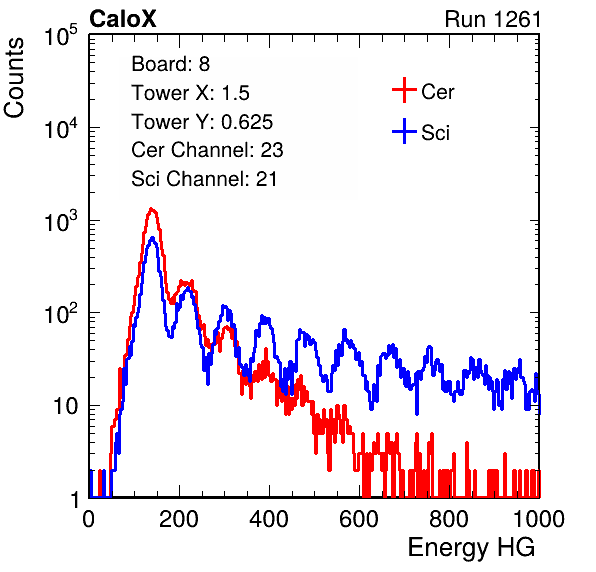 CaloX Run 1261
Counts
10^5
10^4
10^3
10^2
10
1
Board: 8
Tower X: 1.5
Tower Y: 0.625
Cer Channel: 23
Sci Channel: 21
Cer
Sci
0 200 400 600 800 1000
Energy HG